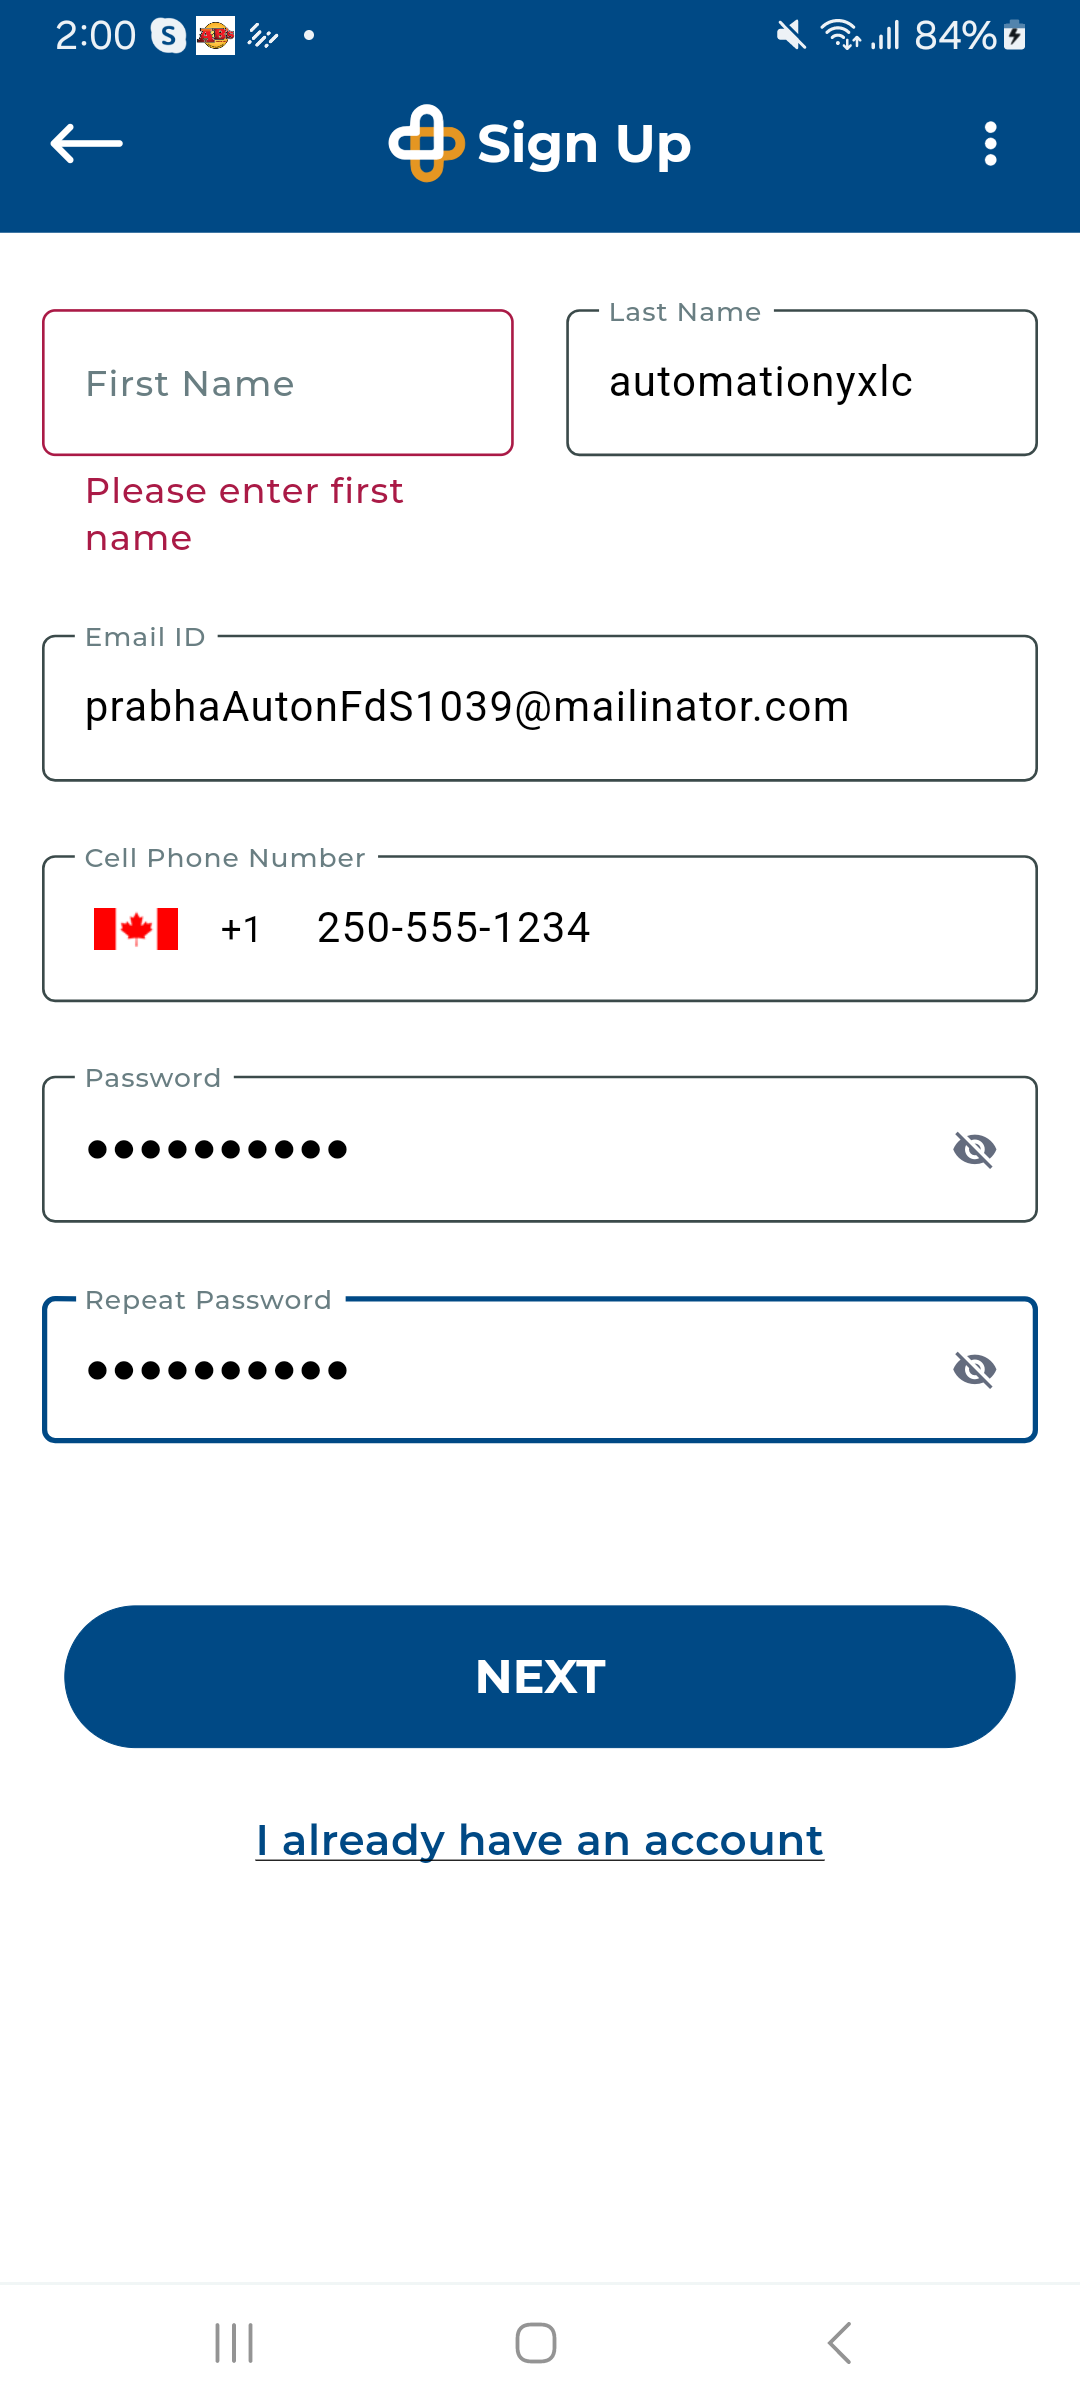 2:00
84%
Sign Up
First Name
Last Name
automationyxlc
Please enter first
name
Email ID
prabhaAutonFdS1039@mailinator.com
Cell Phone Number
+1 250-555-1234
Password
••••••••••
Repeat Password
••••••••••
NEXT
I already have an account